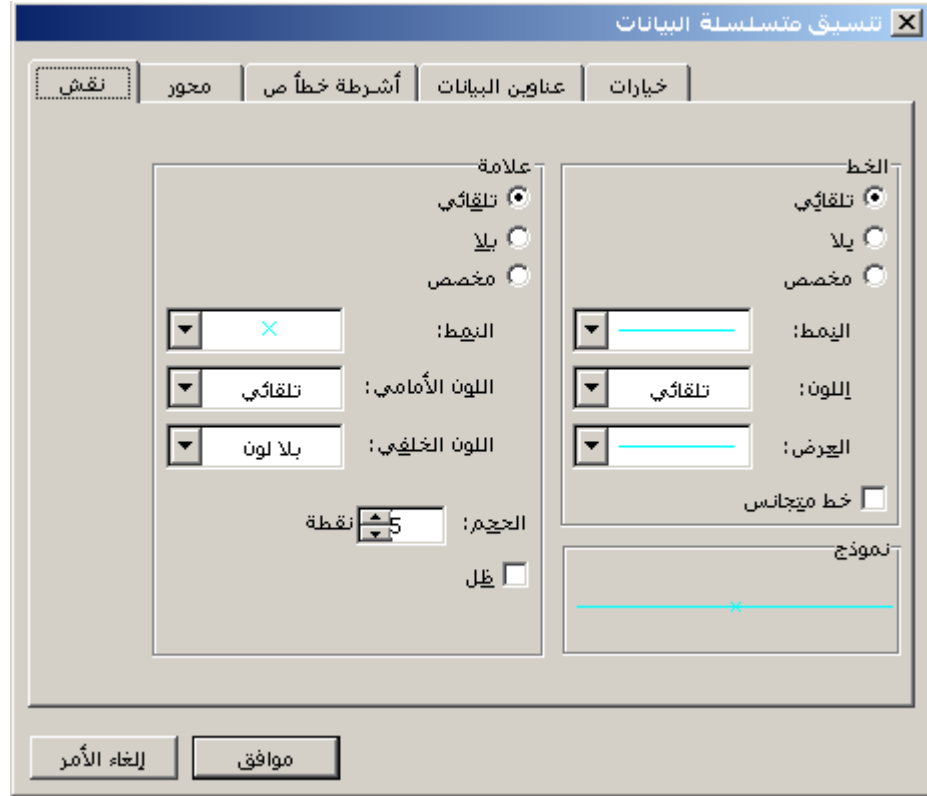 تنسيق متسلسلة البيانات
نقش
محور
أشرطة خطأ ص
عناوين البيانات
خيارات
الخط
تلقائي
بلا
مخصص
النمط:
اللون: تلقائي
العرض:
خط متجانس
نموذج
علامة
تلقائي
بلا
مخصص
النمط:
اللون الأمامي: تلقائي
اللون الخلفي: بلا لون
الحجم: 5 نقطة
ظل
موافق
إلغاء الأمر